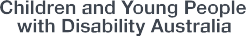 Children and Young People
with Disability Australia